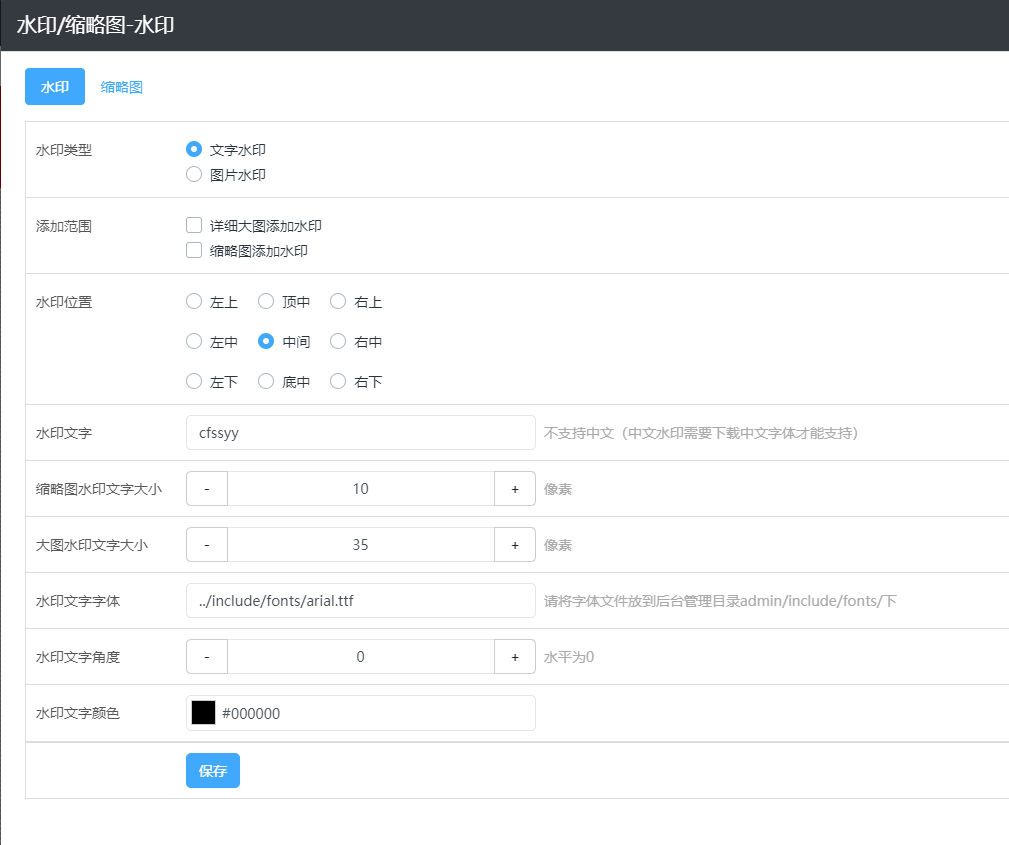 水印/缩略图-水印
水印 缩略图
水印类型 文字水印
图片水印
添加范围 详细大图添加水印
缩略图添加水印
水印位置 左上 顶中 右上
左中 中间 右中
左下 底中 右下
水印文字 cfssyy 不支持中文（中文水印需要下载中文字体才能支持）
缩略图水印文字大小 - 10 + 像素
大图水印文字大小 - 35 + 像素
水印文字字体 ../include/fonts/arial.ttf 请将字体文件放到后台管理目录admin/include/fonts/下
水印文字角度 - 0 + 水平为0
水印文字颜色 #000000
保存